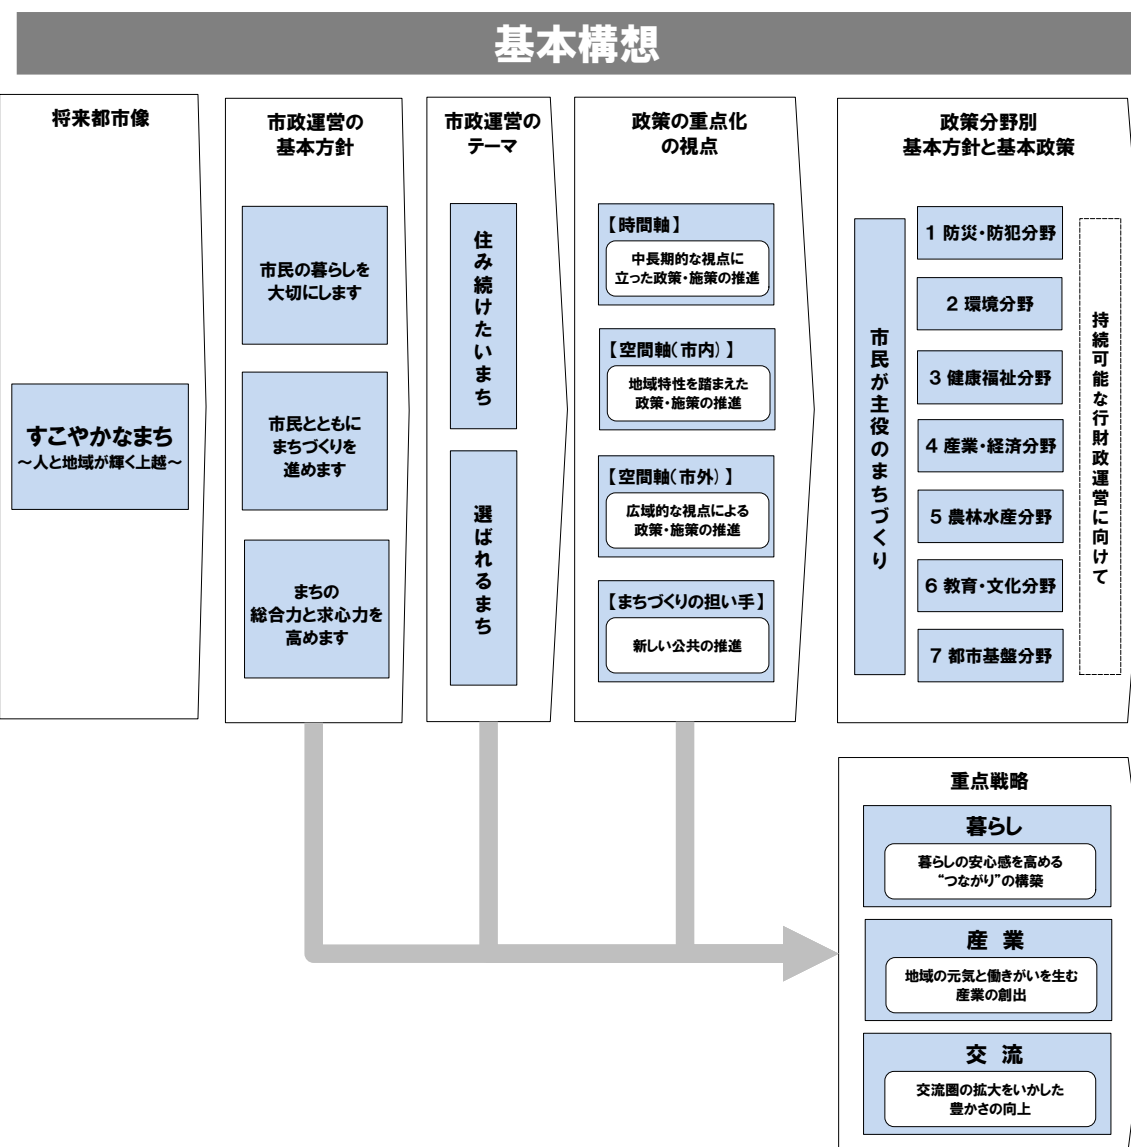 基本構想
将来都市像
すこやかなまち
～人と地域が輝く上越～
市政運営の
基本方針
市民の暮らしを
大切にします
市民とともに
まちづくりを
進めます
まちの
総合力と求心力を
高めます
市政運営の
テーマ
住み続けたいまち
選ばれるまち
政策の重点化
の視点
【時間軸】
中長期的な視点に
立った政策・施策の推進
【空間軸（市内）】
地域特性を踏まえた
政策・施策の推進
【空間軸（市外）】
広域的な視点による
政策・施策の推進
【まちづくりの担い手】
新しい公共の推進
政策分野別
基本方針と基本政策
市民が主役のまちづくり
1 防災・防犯分野
2 環境分野
3 健康福祉分野
4 産業・経済分野
5 農林水産分野
6 教育・文化分野
7 都市基盤分野
持続可能な行財政運営に向けて
重点戦略
暮らし
暮らしの安心感を高める
“つながり”の構築
産 業
地域の元気と働きがいを生む
産業の創出
交 流
交流圏の拡大をいかした
豊かさの向上